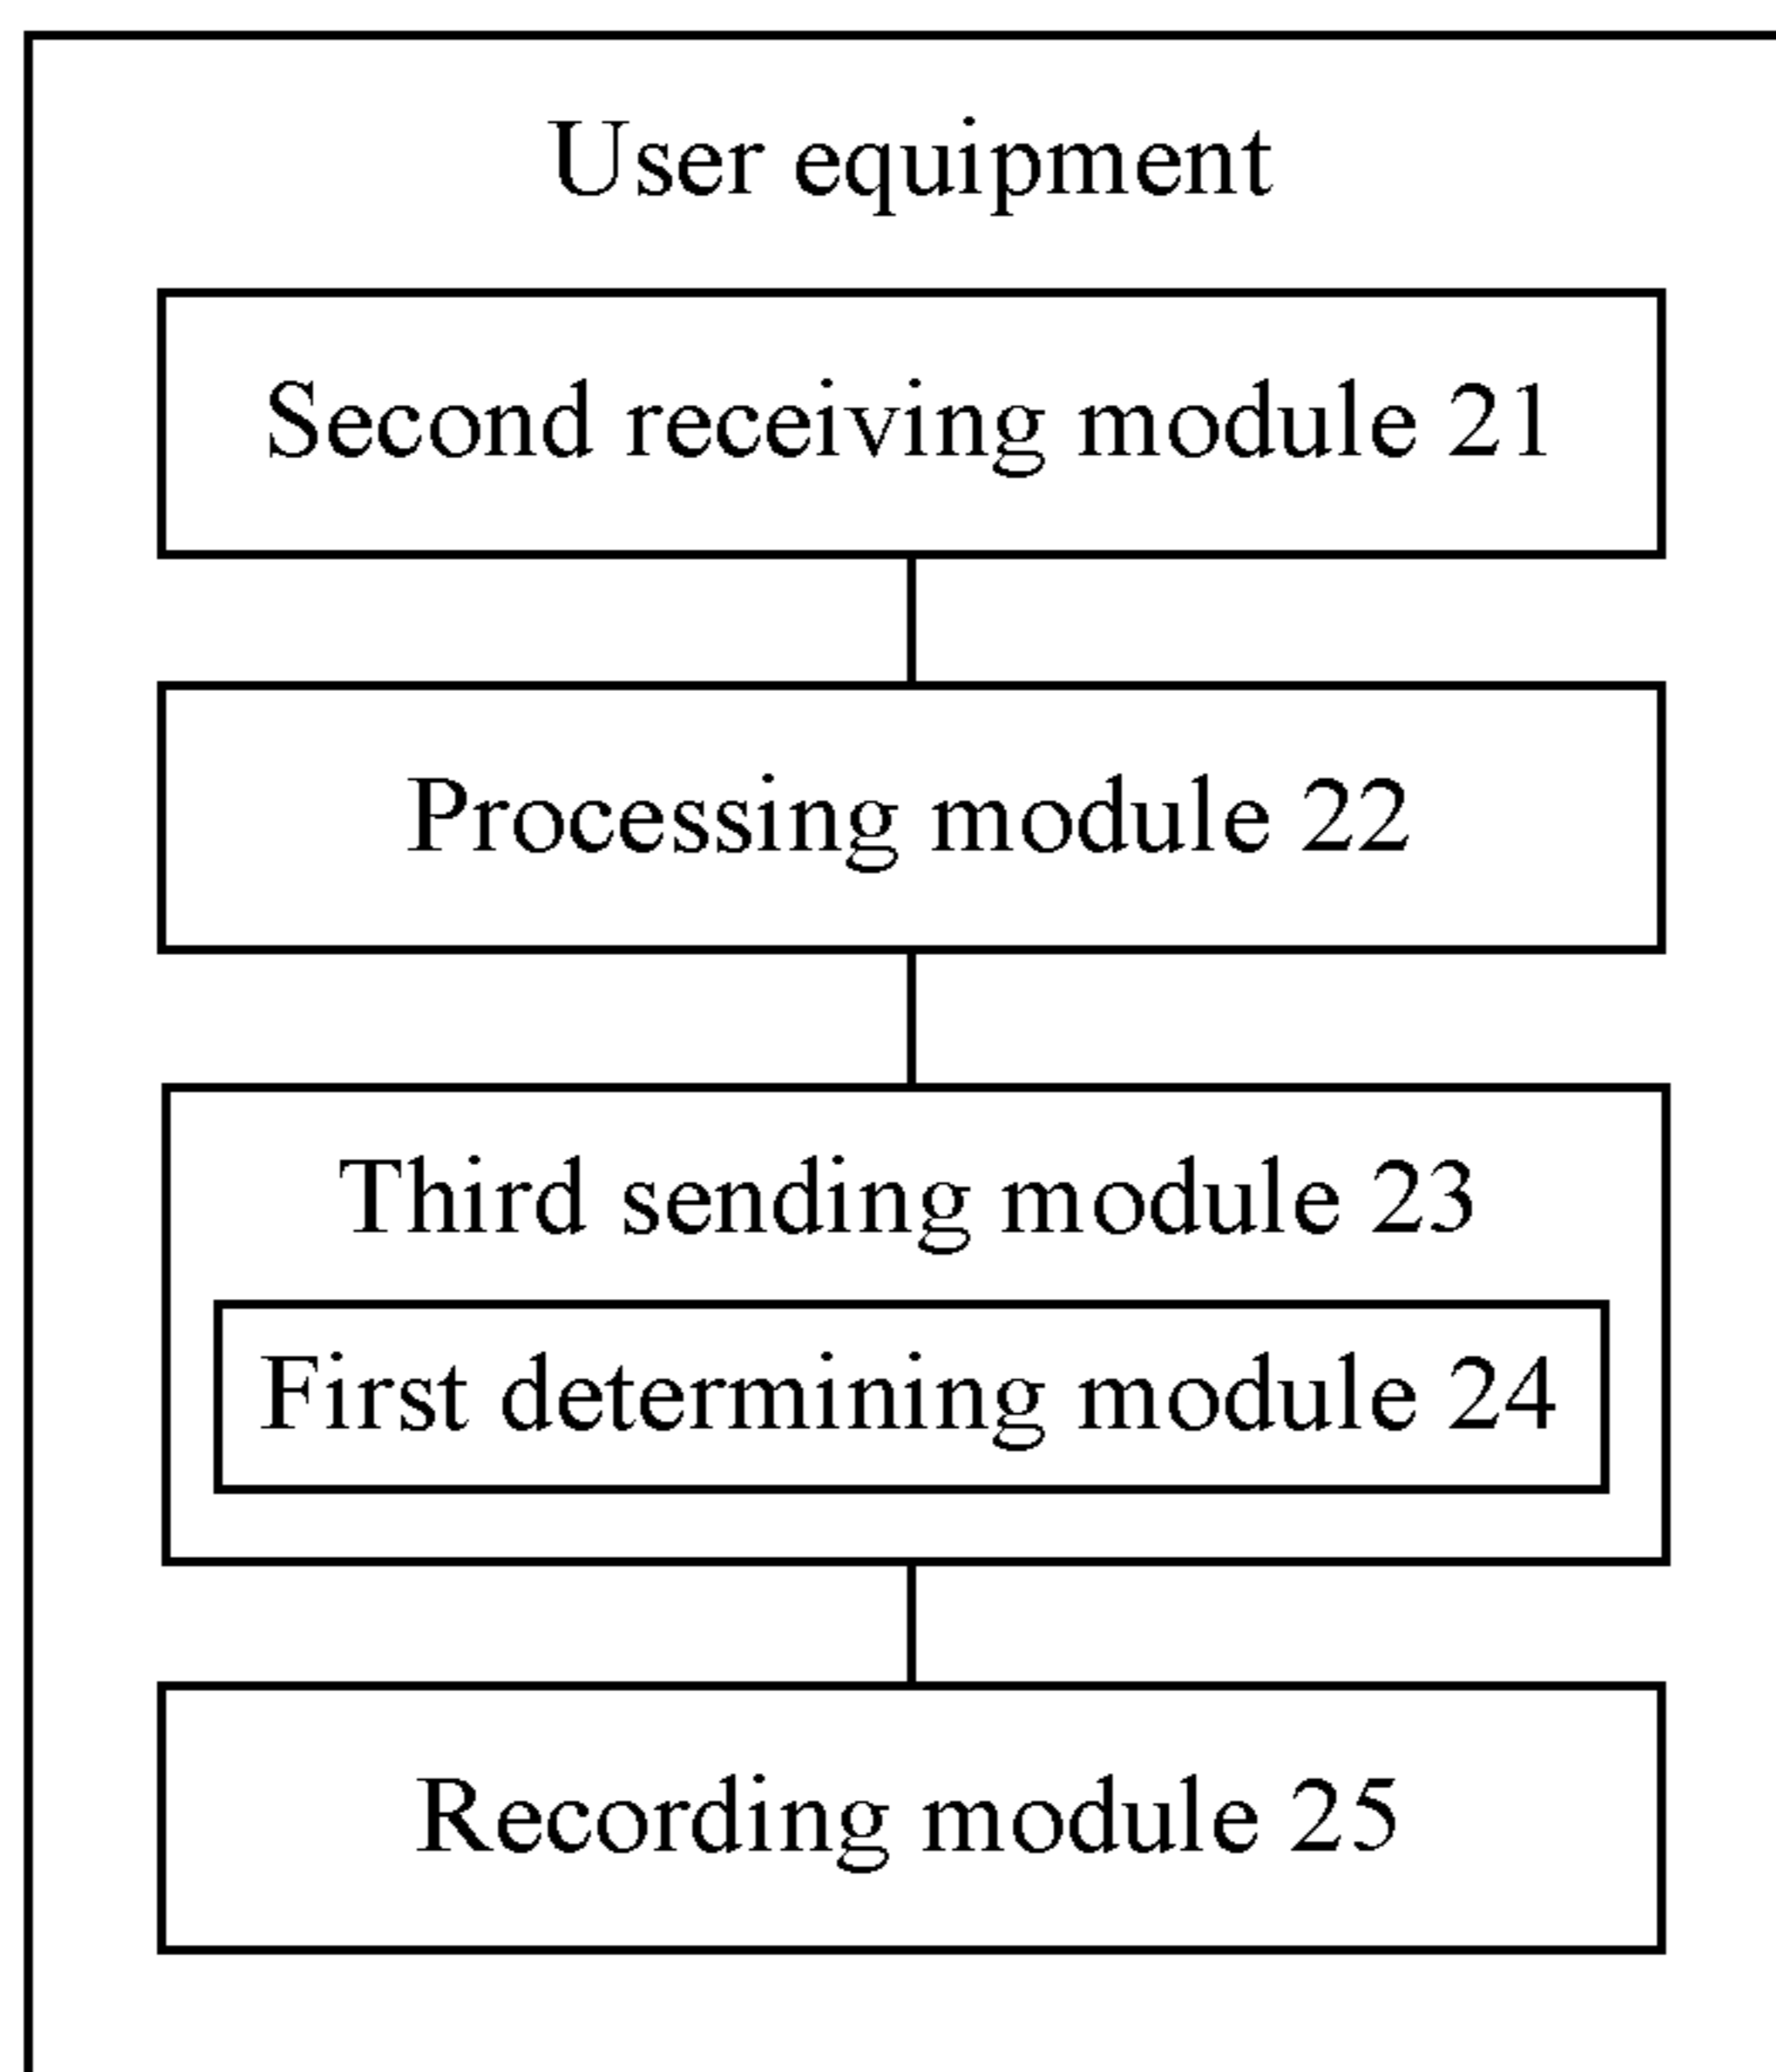 User equipment
Second receiving module 21
Processing module 22
Third sending module 23
First determining module 24
Recording module 25